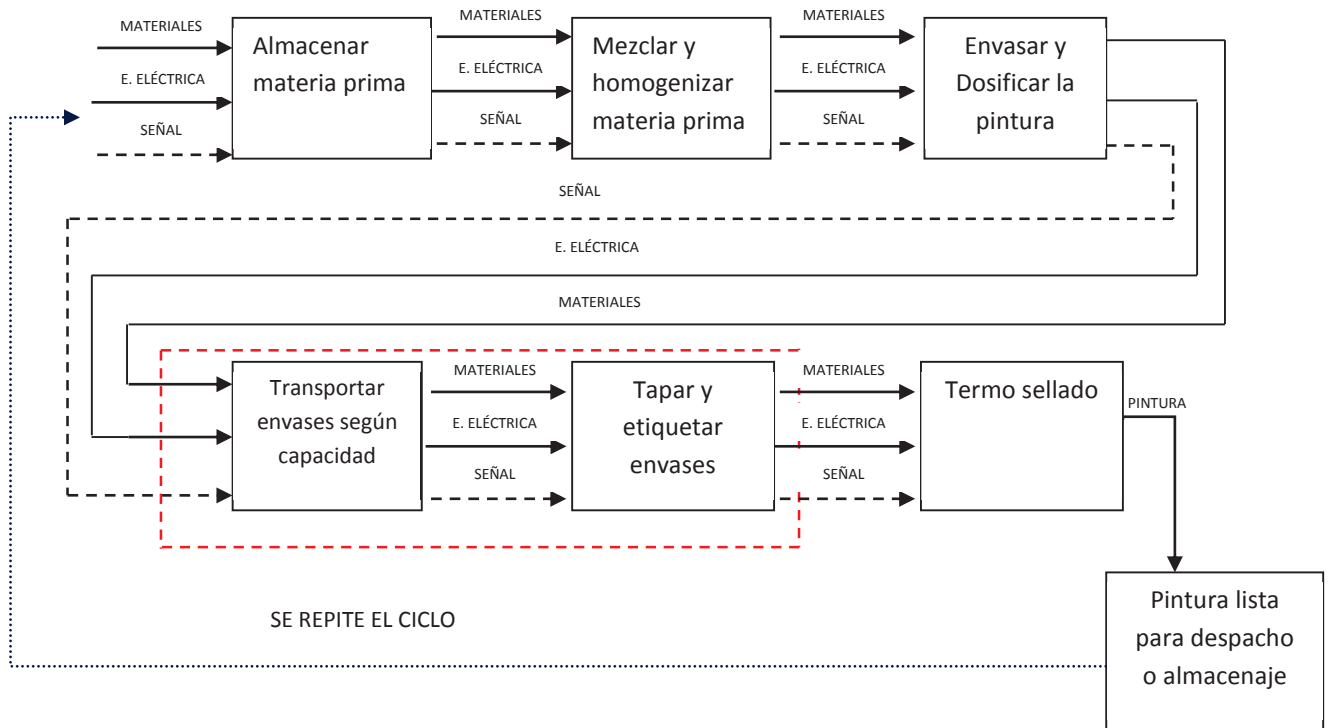 MATERIALES
E. ELÉCTRICA
SEÑAL
Almacenar
materia prima
MATERIALES
E. ELÉCTRICA
SEÑAL
Mezclar y
homogenizar
materia prima
MATERIALES
E. ELÉCTRICA
SEÑAL
Envasar y
Dosificar la
pintura
SEÑAL
E. ELÉCTRICA
MATERIALES
Transportar
envases según
capacidad
MATERIALES
E. ELÉCTRICA
SEÑAL
Tapar y
etiquetar
envases
MATERIALES
E. ELÉCTRICA
SEÑAL
Termo sellado
PINTURA
Pintura lista
para despacho
o almacenaje
SE REPITE EL CICLO